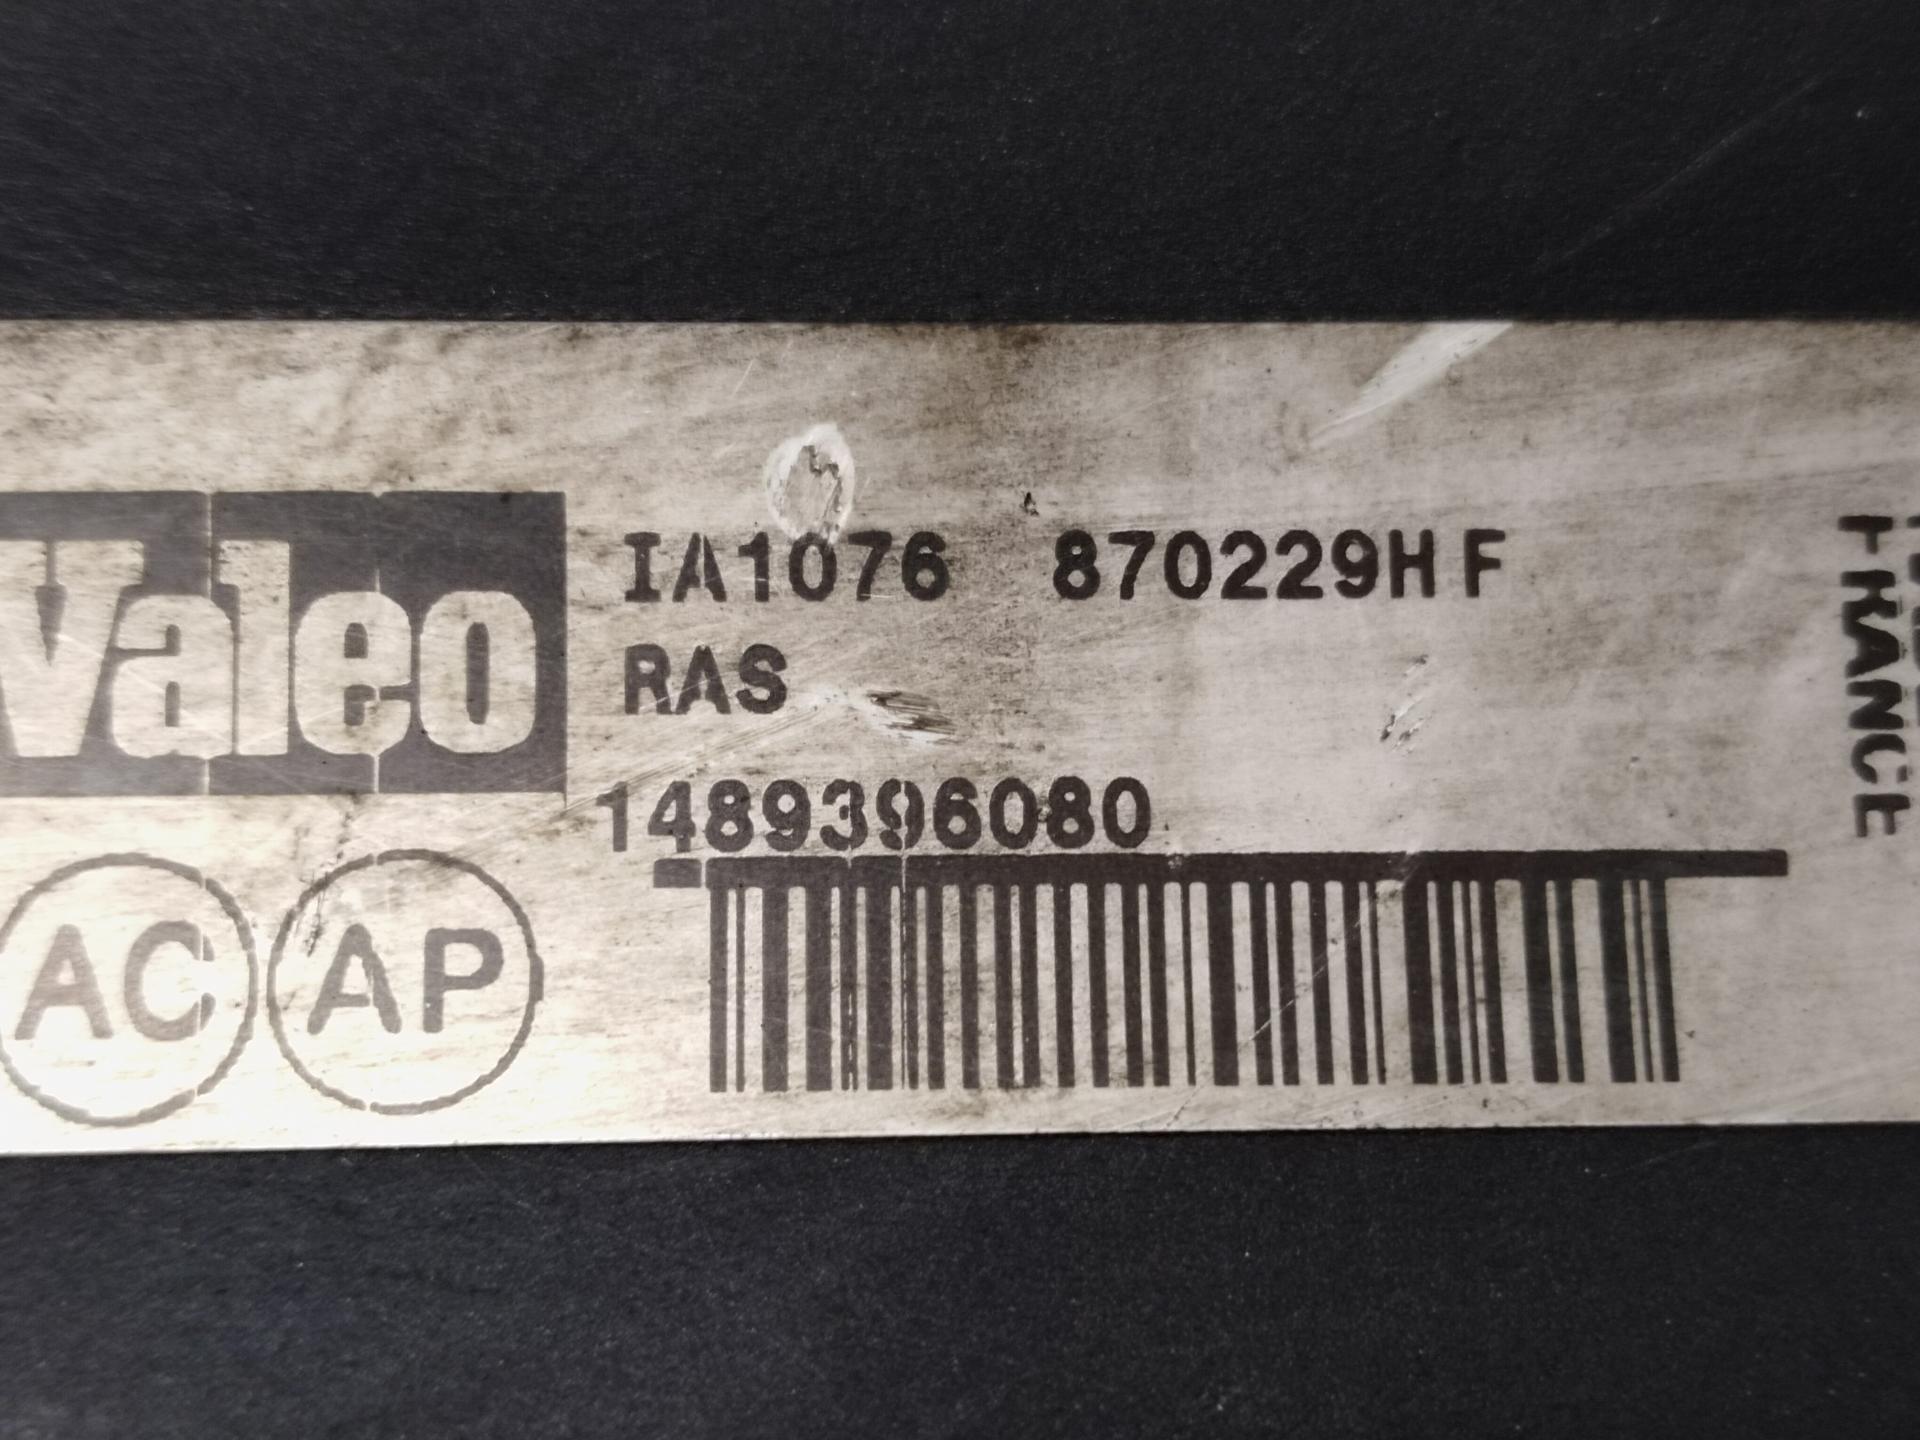 Valeo
IA1076 870229HF
RAS
1489396080
AC AP
FRANCE